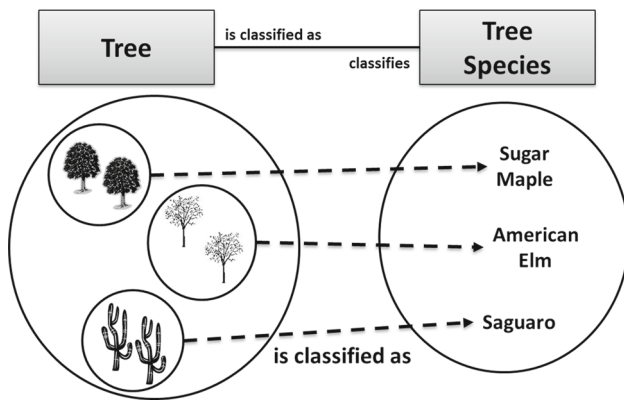 Tree
is classified as
classifies
Tree
Species
Sugar
Maple
American
Elm
Saguaro
is classified as